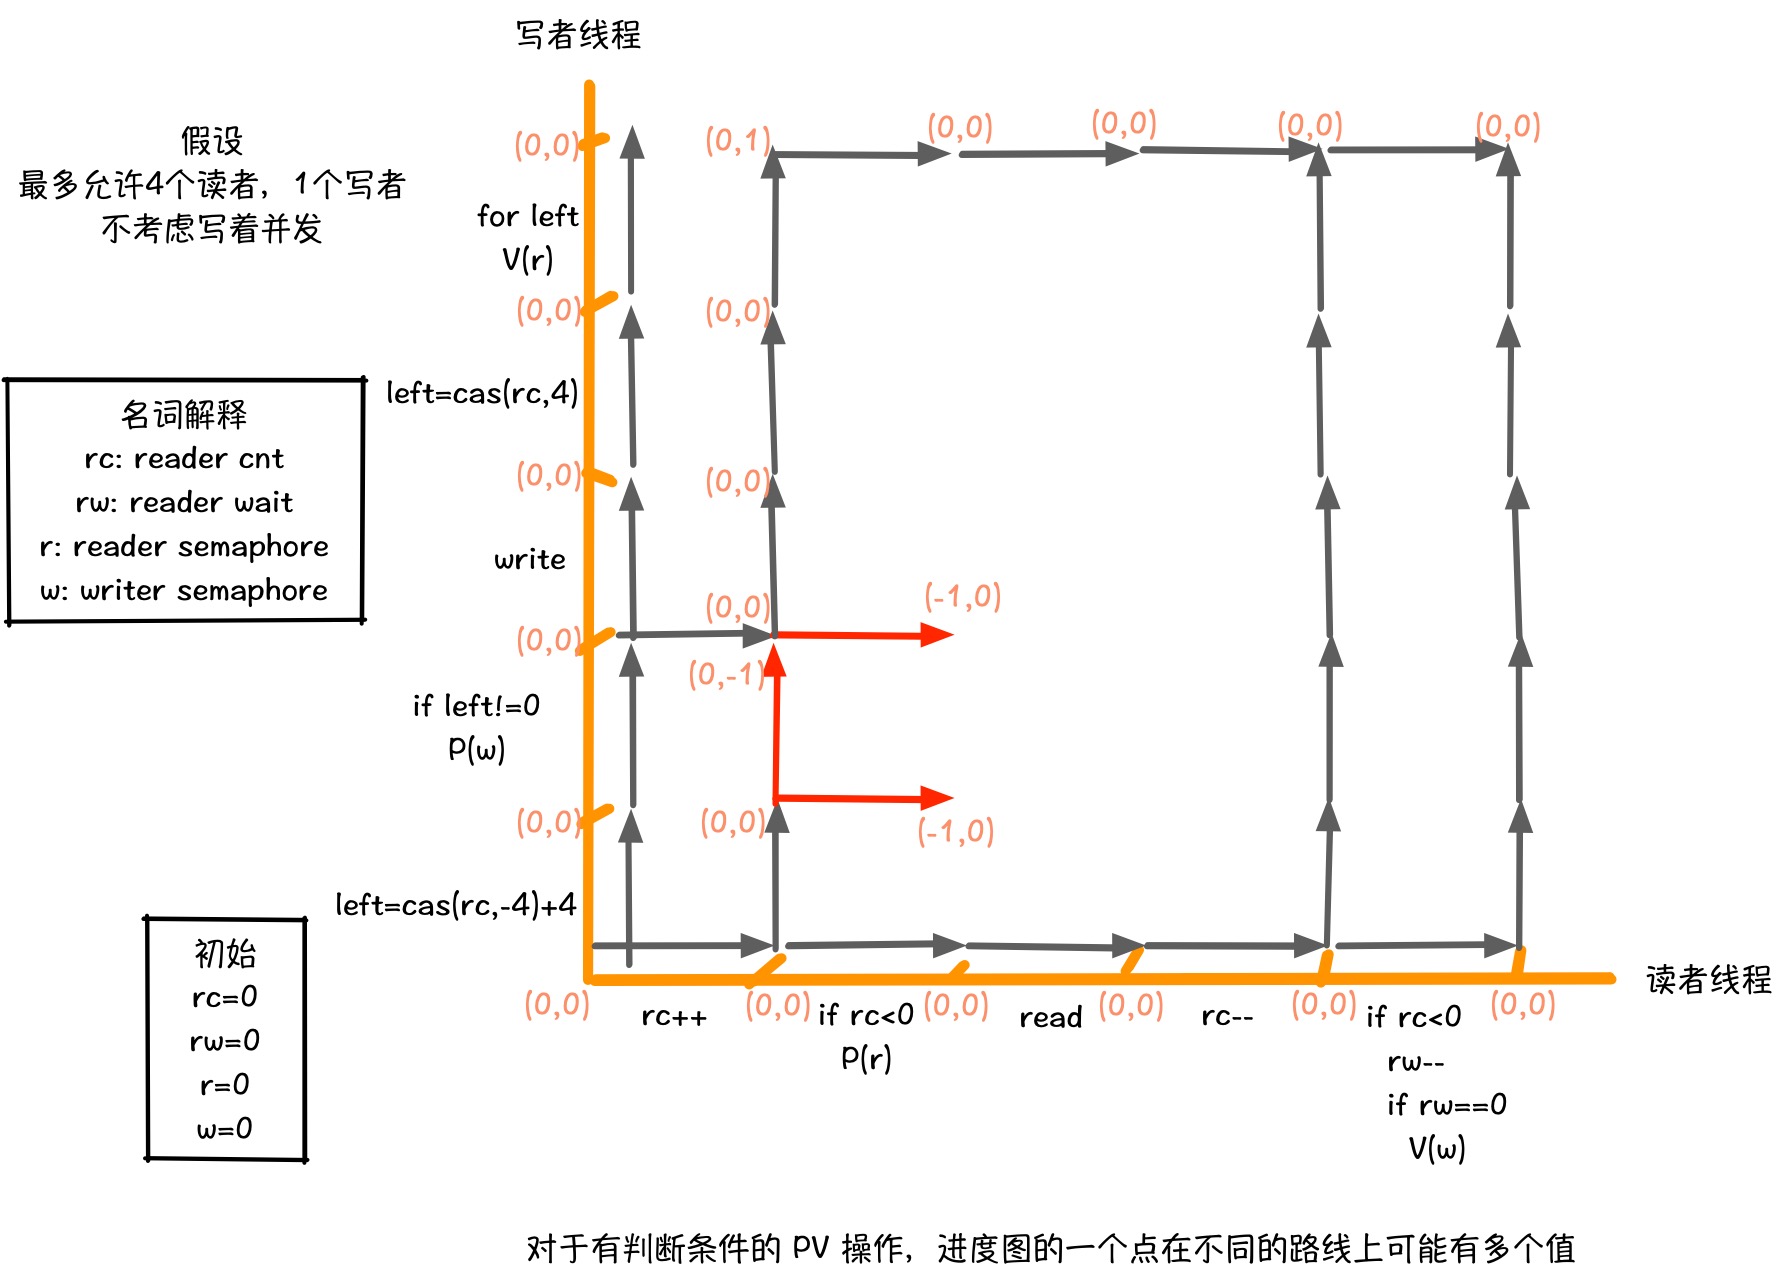 写者线程
假设
最多允许4个读者，1个写者
不考虑写着并发
(0,0)
(0,1)
(0,0)
(0,0)
(0,0)
(0,0)
for left
V(r)
(0,0)
(0,0)
left=cas(rc,4)
名词解释
rc: reader cnt
rw: reader wait
r: reader semaphore
w: writer semaphore
(0,0)
(0,0)
write
(0,0)
(-1,0)
(0,0)
(0,-1)
if left!=0
P(w)
(0,0)
(0,0)
(-1,0)
left=cas(rc,-4)+4
初始
rc=0
rw=0
r=0
w=0
(0,0)
rc++
(0,0)
if rc<0
P(r)
(0,0)
read
(0,0)
rc--
(0,0)
if rc<0
rw--
if rw==0
V(w)
(0,0)
读者线程
对于有判断条件的 PV 操作，进度图的一个点在不同的路线上可能有多个值